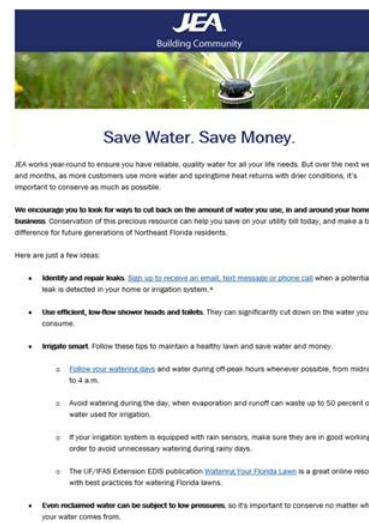 JEA
Building Community
Save Water. Save Money.
JEA works year-round to ensure you have reliable, quality water for all your life needs. But over the next we
and months, as more customers use more water and springtime heat returns with drier conditions, it's
important to conserve as much as possible.
We encourage you to look for ways to cut back on the amount of water you use, in and around your home
business. Conservation of this precious resource can help you save on your utility bill today, and make a b
difference for future generations of Northeast Florida residents.
Here are just a few ideas:
• Identify and repair leaks. Sign up to receive an email, text message or phone call when a potentia
leak is detected in your home or irrigation system.*
• Use efficient, low-flow shower heads and toilets. They can significantly cut down on the water you
consume.
• Irrigate smart. Follow these tips to maintain a healthy lawn and save water and money.
o Follow your watering days and water during off-peak hours whenever possible, from midni
to 4 a.m.
o Avoid watering during the day, when evaporation and runoff can waste up to 50 percent o
water used for irrigation.
o If your irrigation system is equipped with rain sensors, make sure they are in good working
order to avoid unnecessary watering during rainy days.
o The UF/IFAS Extension EDIS publication Watering Your Florida Lawn is a great online reso
with best practices for watering Florida lawns.
• Even reclaimed water can be subject to low pressures, so it's important to conserve no matter wh
your water comes from.